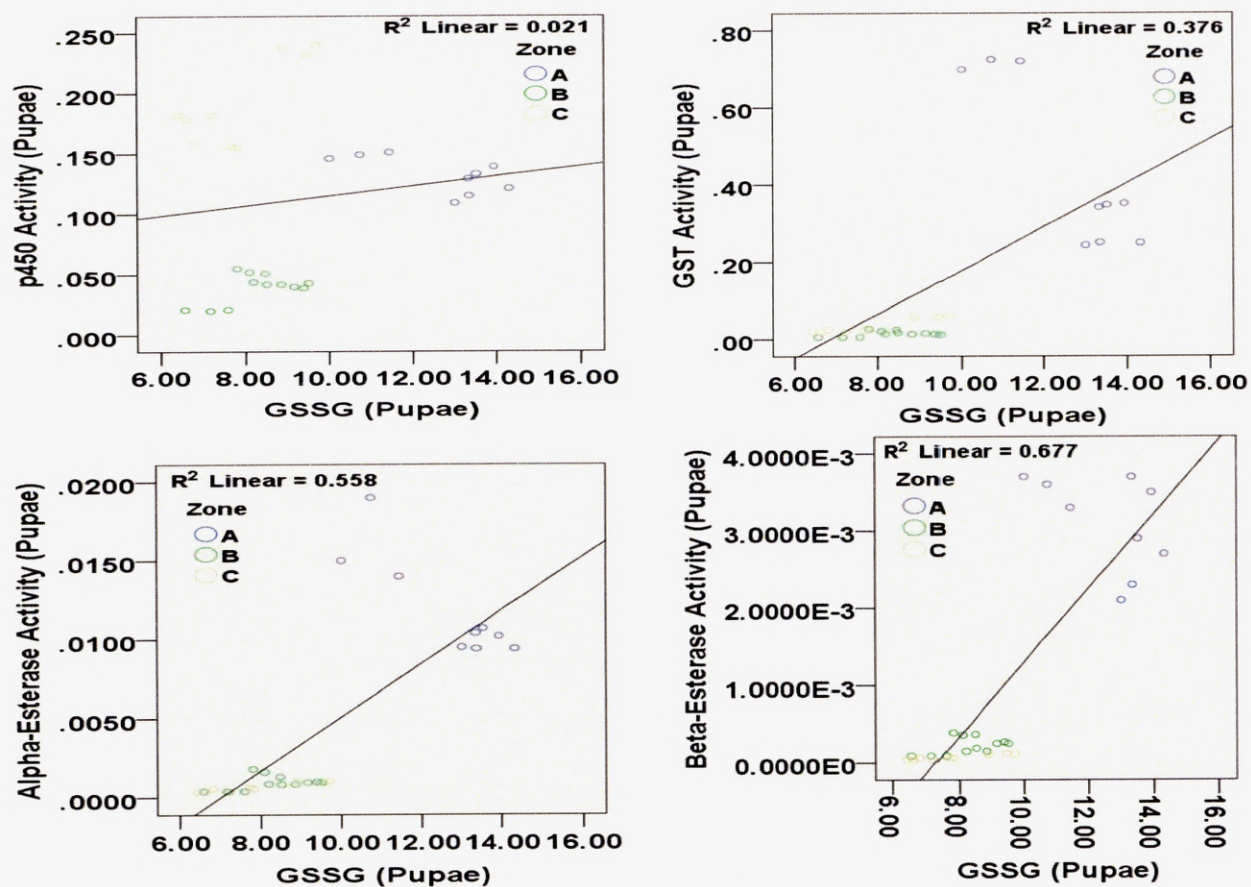 R² Linear = 0.021
Zone
A
B
C
.250
.200
.150
.100
.050
.000
p450 Activity (Pupae)
6.00 8.00 10.00 12.00 14.00 16.00
GSSG (Pupae)
R² Linear = 0.376
Zone
A
B
C
.80
.60
.40
.20
.00
GST Activity (Pupae)
6.00 8.00 10.00 12.00 14.00 16.00
GSSG (Pupae)
R² Linear = 0.558
Zone
A
B
C
.0200
.0150
.0100
.0050
.0000
Alpha-Esterase Activity (Pupae)
6.00 8.00 10.00 12.00 14.00 16.00
GSSG (Pupae)
R² Linear = 0.677
Zone
A
B
C
4.0000E-3
3.0000E-3
2.0000E-3
1.0000E-3
0.0000E0
Beta-Esterase Activity (Pupae)
6.00 8.00 10.00 12.00 14.00 16.00
GSSG (Pupae)